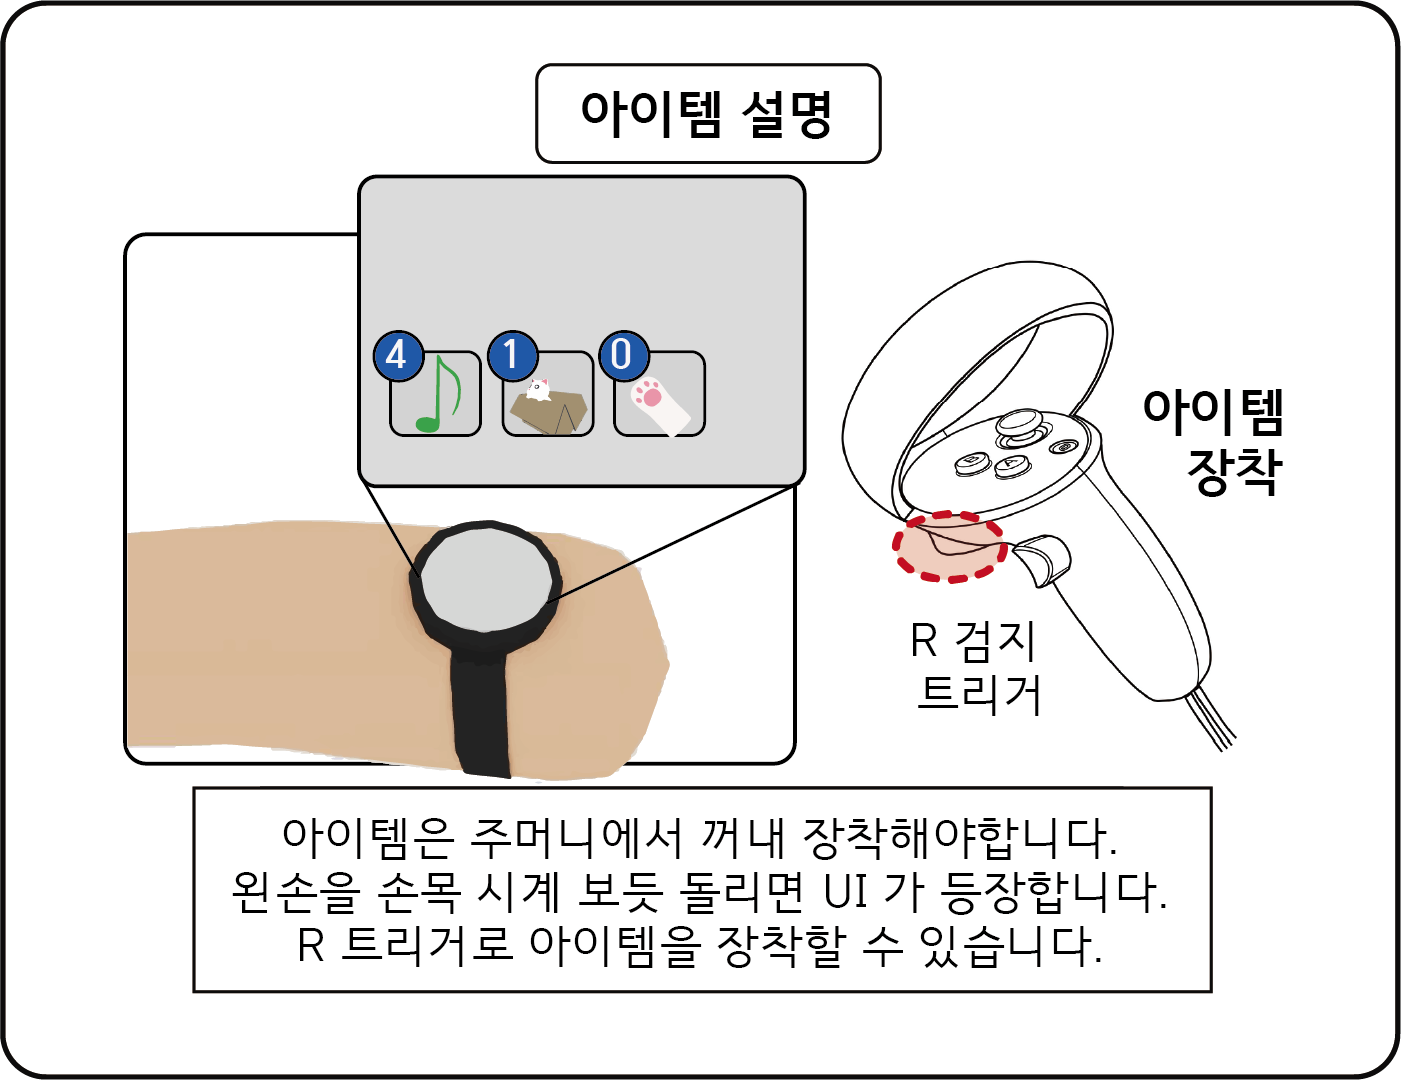 아이템 설명
4
1
0
아이템
장착
B
A
R 검지
트리거
아이템은 주머니에서 꺼내 장착해야합니다.
왼손을 손목 시계 보듯 돌리면 UI 가 등장합니다.
R 트리거로 아이템을 장착할 수 있습니다.